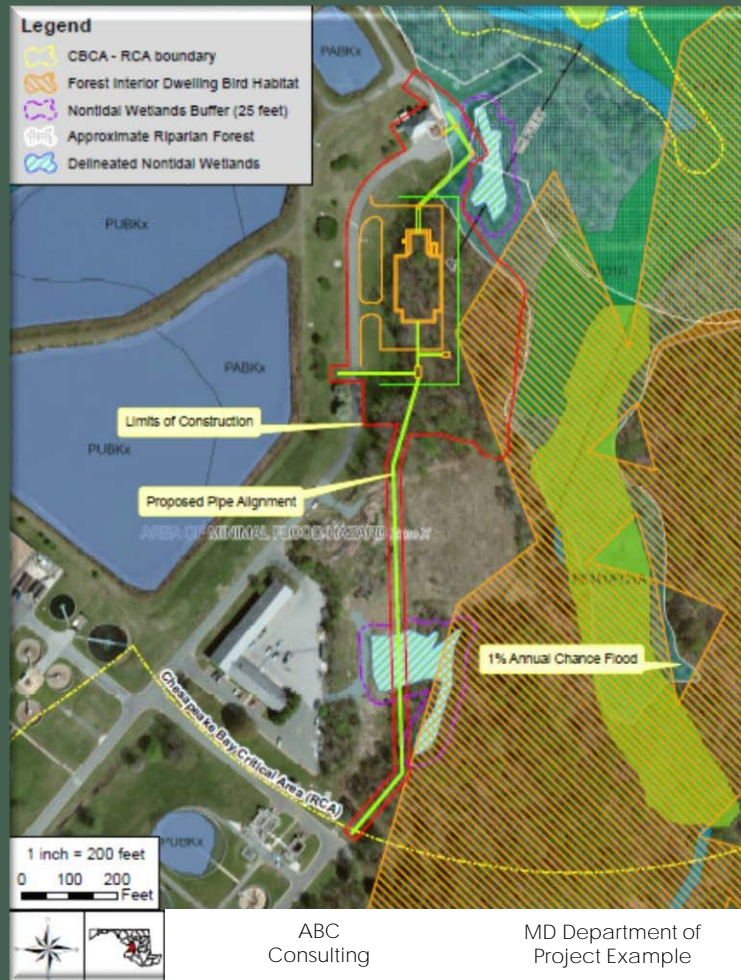 Legend
CBCA - RCA boundary
Forest Interior Dwelling Bird Habitat
Nontidal Wetlands Buffer (25 feet)
Approximate Riparian Forest
Delineated Nontidal Wetlands
PABKx
PUBKx
PABKx
Limits of Construction
PUBKx
Proposed Pipe Alignment
AREA OF MINIMAL FLOOD HAZARD
1% Annual Chance Flood
Chesapeake Bay Critical Area (RCA)
PUBKx
1 inch = 200 feet
0 100 200
Feet
ABC
Consulting
MD Department of
Project Example